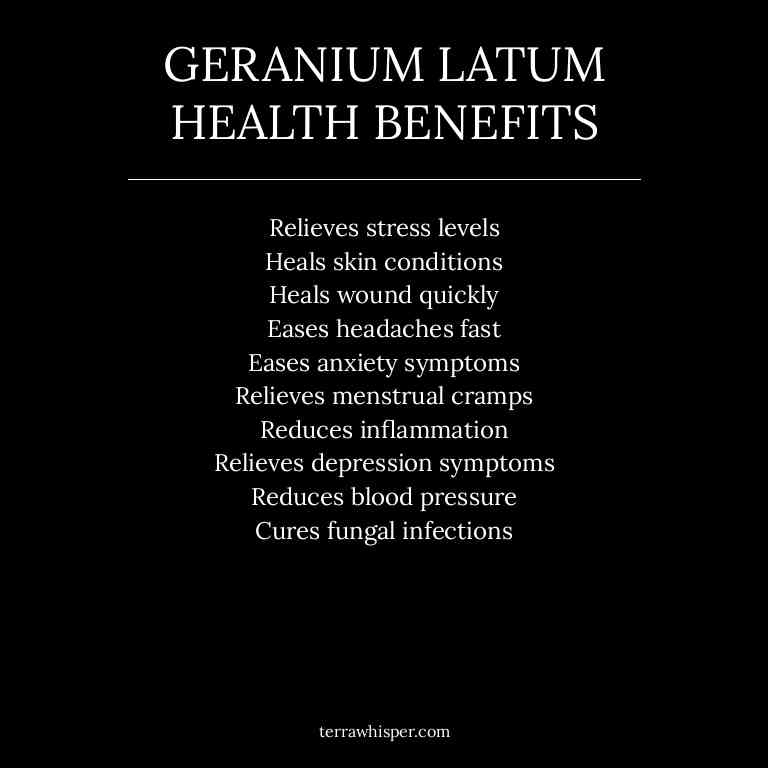 GERANIUM LATUM
HEALTH BENEFITS
Relieves stress levels
Heals skin conditions
Heals wound quickly
Eases headaches fast
Eases anxiety symptoms
Relieves menstrual cramps
Reduces inflammation
Relieves depression symptoms
Reduces blood pressure
Cures fungal infections
terrawhisper.com